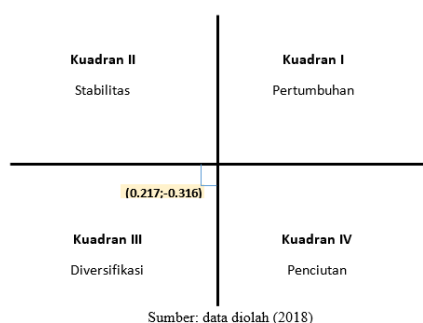 Kuadran II
Kuadran I
Stabilitas
Pertumbuhan
(0.217;-0.316)
Kuadran III
Kuadran IV
Diversifikasi
Penciutan
Sumber: data diolah (2018)